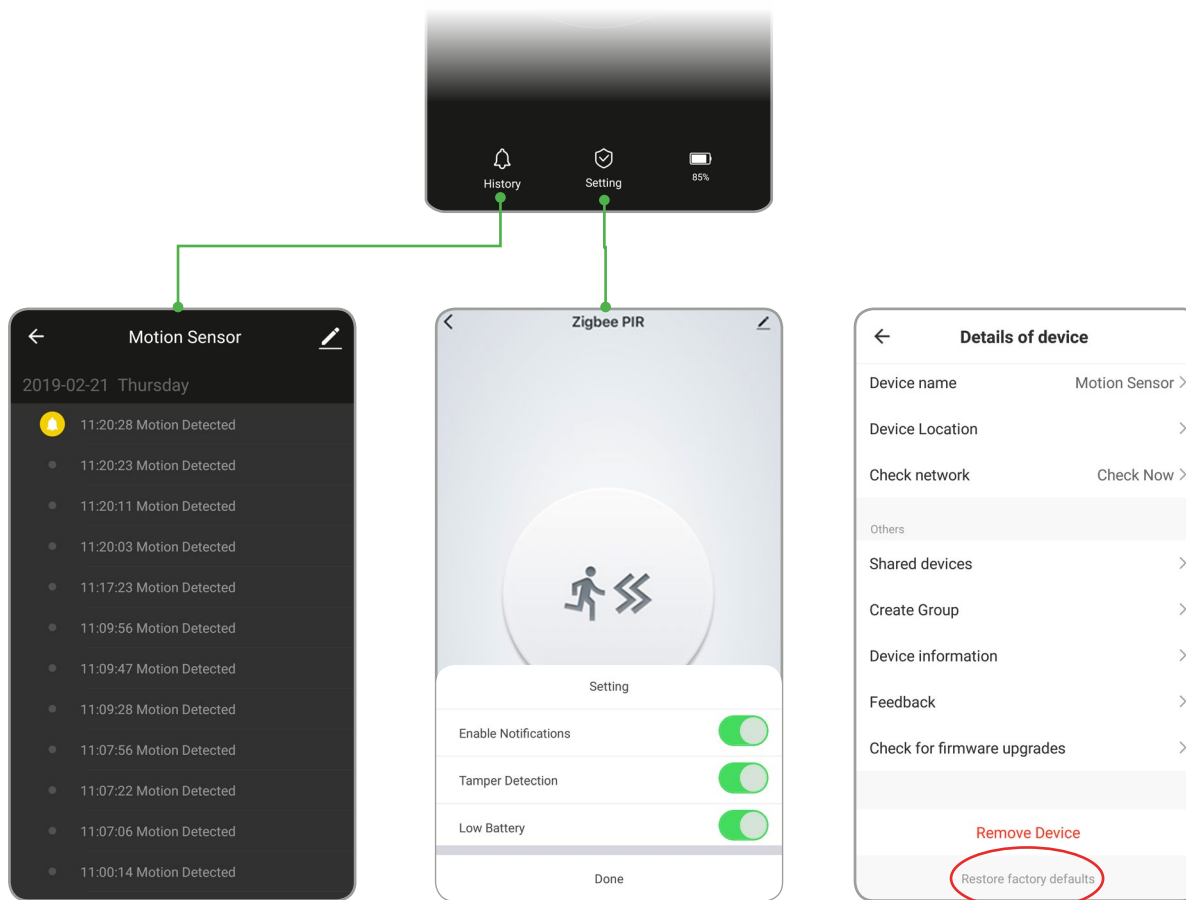 History
Setting
85%
Motion Sensor
2019-02-21 Thursday
11:20:28 Motion Detected
11:20:23 Motion Detected
11:20:11 Motion Detected
11:20:03 Motion Detected
11:17:23 Motion Detected
11:09:56 Motion Detected
11:09:47 Motion Detected
11:09:28 Motion Detected
11:07:56 Motion Detected
11:07:22 Motion Detected
11:07:06 Motion Detected
11:00:14 Motion Detected
Zigbee PIR
Setting
Enable Notifications
Tamper Detection
Low Battery
Done
Details of device
Device name Motion Sensor
Device Location
Check network Check Now
Others
Shared devices
Create Group
Device information
Feedback
Check for firmware upgrades
Remove Device
Restore factory defaults